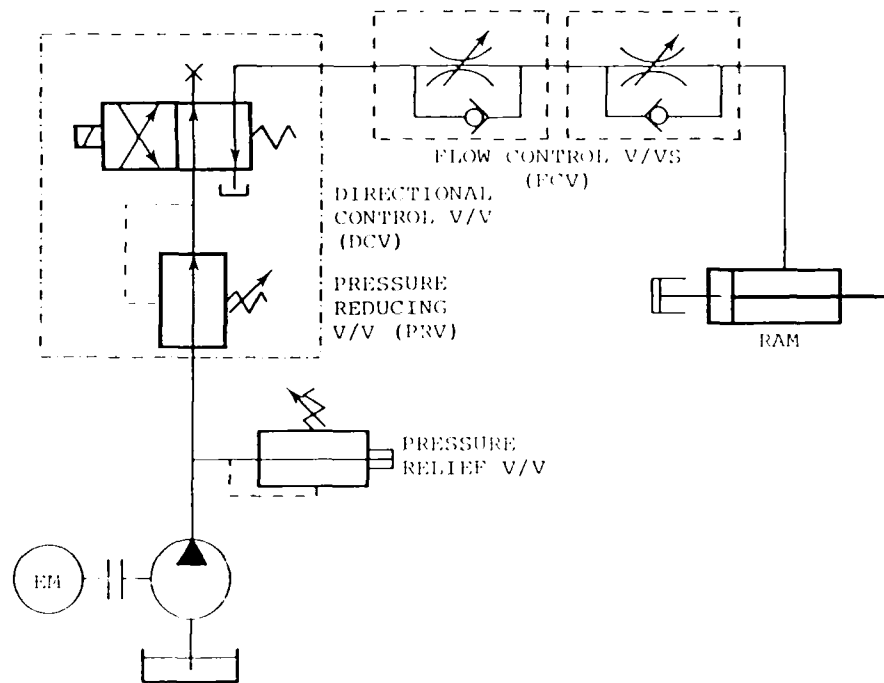 FLOW CONTROL V/VS
(FCV)
DIRECTIONAL
CONTROL V/V
(DCV)
PRESSURE
REDUCING
V/V (PRV)
RAM
PRESSURE
RELIEF V/V
EM